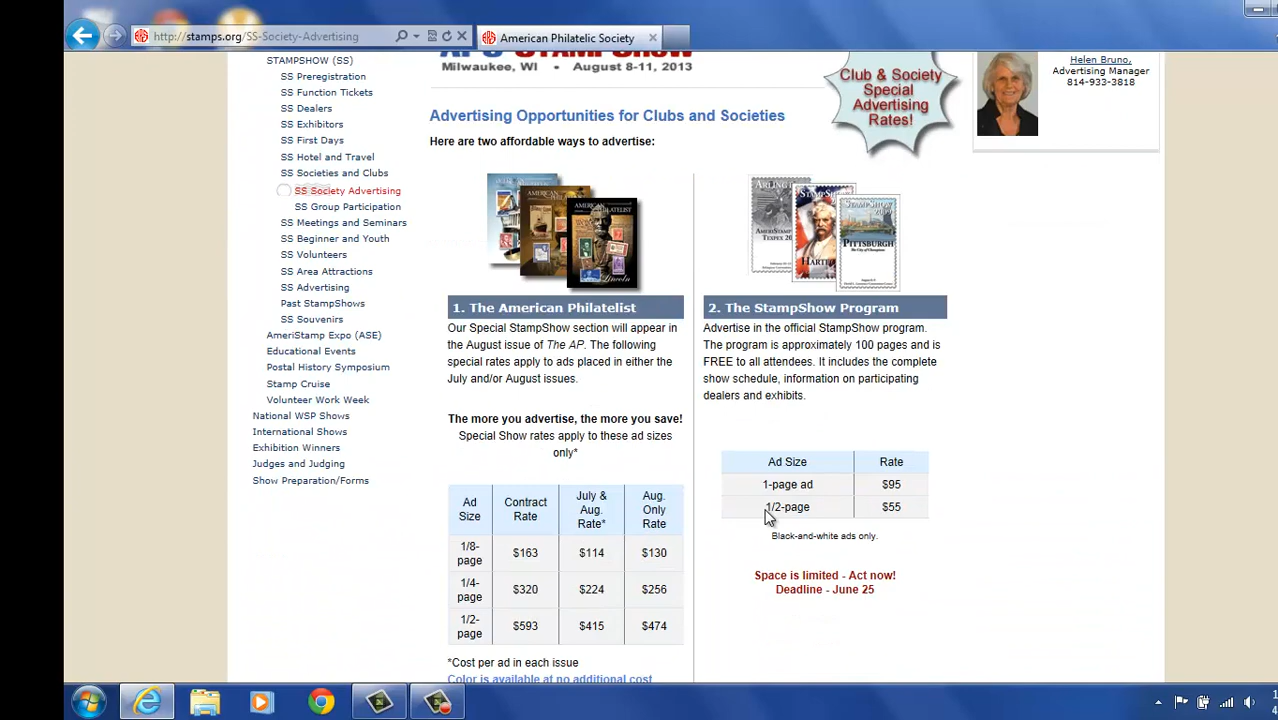 http://stamps.org/SS-Society-Advertising
American Philatelic Society
STAMPSHOW (SS)
SS Preregistration
SS Function Tickets
SS Dealers
SS Exhibitors
SS First Days
SS Hotel and Travel
SS Societies and Clubs
SS Society Advertising
SS Group Participation
SS Meetings and Seminars
SS Beginner and Youth
SS Volunteers
SS Area Attractions
SS Advertising
Past StampShows
SS Souvenirs
AmeriStamp Expo (ASE)
Educational Events
Postal History Symposium
Stamp Cruise
Volunteer Work Week
National WSP Shows
International Shows
Exhibition Winners
Judges and Judging
Show Preparation/Forms
Milwaukee, WI • August 8-11, 2013
Club & Society
Special
Advertising
Rates!
Helen Bruno,
Advertising Manager
814-933-3818
Advertising Opportunities for Clubs and Societies
Here are two affordable ways to advertise:
1. The American Philatelist
Our Special StampShow section will appear in
the August issue of The AP. The following
special rates apply to ads placed in either the
July and/or August issues.
The more you advertise, the more you save!
Special Show rates apply to these ad sizes
only*
Ad Size Contract Rate July & Aug. Rate* Aug. Only Rate
1/8-page $163 $114 $130
1/4-page $320 $224 $256
1/2-page $593 $415 $474
*Cost per ad in each issue
Color is available at no additional cost
2. The StampShow Program
Advertise in the official StampShow program.
The program is approximately 100 pages and is
FREE to all attendees. It includes the complete
show schedule, information on participating
dealers and exhibits.
Ad Size Rate
1-page ad $95
1/2-page $55
Black-and-white ads only.
Space is limited - Act now!
Deadline - June 25